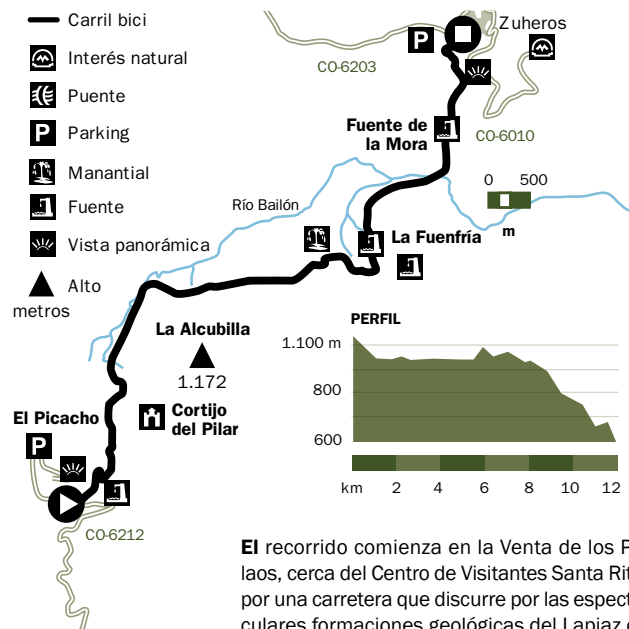 Carril bici
Interés natural
Puente
P Parking
Manantial
Fuente
Vista panorámica
Alto
metros
Zuheros
P
CO-6203
CO-6010
Fuente de
la Mora
0 500
m
Río Bailón
La Fuenfría
La Alcubilla
1.172
Cortijo
del Pilar
El Picacho
P
CO-6212
PERFIL
1.100 m
800
600
km 2 4 6 8 10 12
El recorrido comienza en la Venta de los P
laos, cerca del Centro de Visitantes Santa Rit
por una carretera que discurre por las espect
culares formaciones geológicas del Lapiaz